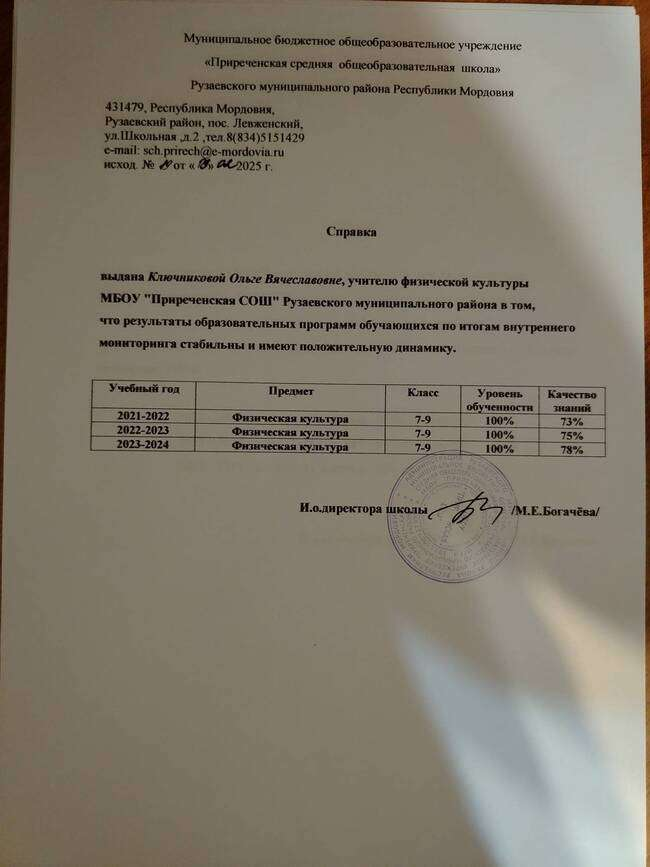 Муниципальное бюджетное общеобразовательное учреждение
«Приреченская средняя общеобразовательная школа»
Рузаевского муниципального района Республики Мордовия
431479, Республика Мордовия,
Рузаевский район, пос. Левженский,
ул.Школьная ,д.2 ,тел.8(834)5151429
e-mail: sch.prirech@e-mordovia.ru
исход. № от « » 2025 г.
Справка
выдана Ключниковой Ольге Вячеславовне, учителю физической культуры
МБОУ "Приреченская СОШ" Рузаевского муниципального района в том,
что результаты образовательных программ обучающихся по итогам внутреннего
мониторинга стабильны и имеют положительную динамику.
Учебный год Предмет Класс Уровень обученности Качество знаний
2021-2022 Физическая культура 7-9 100% 73%
2022-2023 Физическая культура 7-9 100% 75%
2023-2024 Физическая культура 7-9 100% 78%
И.о.директора школы /М.Е.Богачёва/